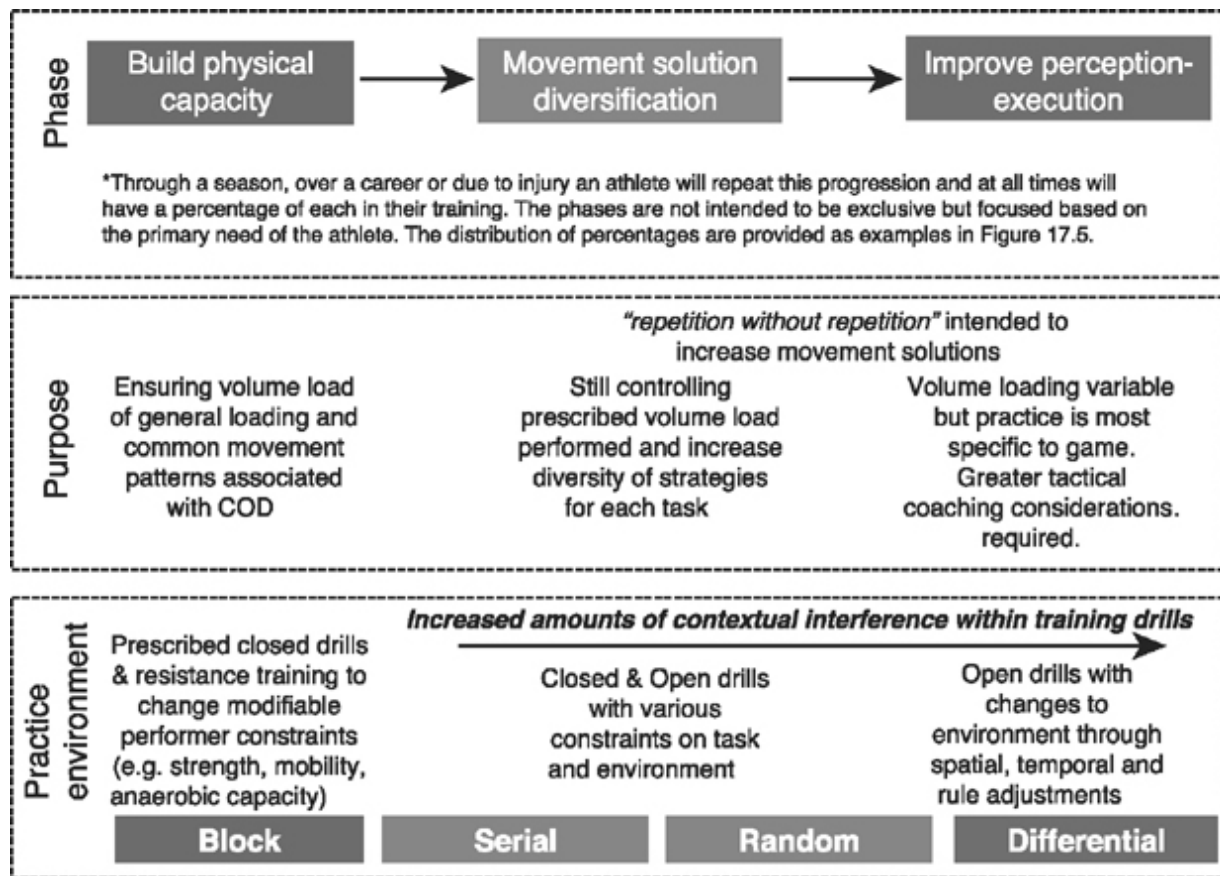 Phase
Build physical
capacity
Movement solution
diversification
Improve perception-
execution
*Through a season, over a career or due to injury an athlete will repeat this progression and at all times will
have a percentage of each in their training. The phases are not intended to be exclusive but focused based on
the primary need of the athlete. The distribution of percentages are provided as examples in Figure 17.5.
Purpose
"repetition without repetition" intended to
increase movement solutions
Ensuring volume load
of general loading and
common movement
patterns associated
with COD
Still controlling
prescribed volume load
performed and increase
diversity of strategies
for each task
Volume loading variable
but practice is most
specific to game.
Greater tactical
coaching considerations.
required.
Practice
environment
Increased amounts of contextual interference within training drills
Prescribed closed drills
& resistance training to
change modifiable
performer constraints
(e.g. strength, mobility,
anaerobic capacity)
Closed & Open drills
with various
constraints on task
and environment
Open drills with
changes to
environment through
spatial, temporal and
rule adjustments
Block
Serial
Random
Differential